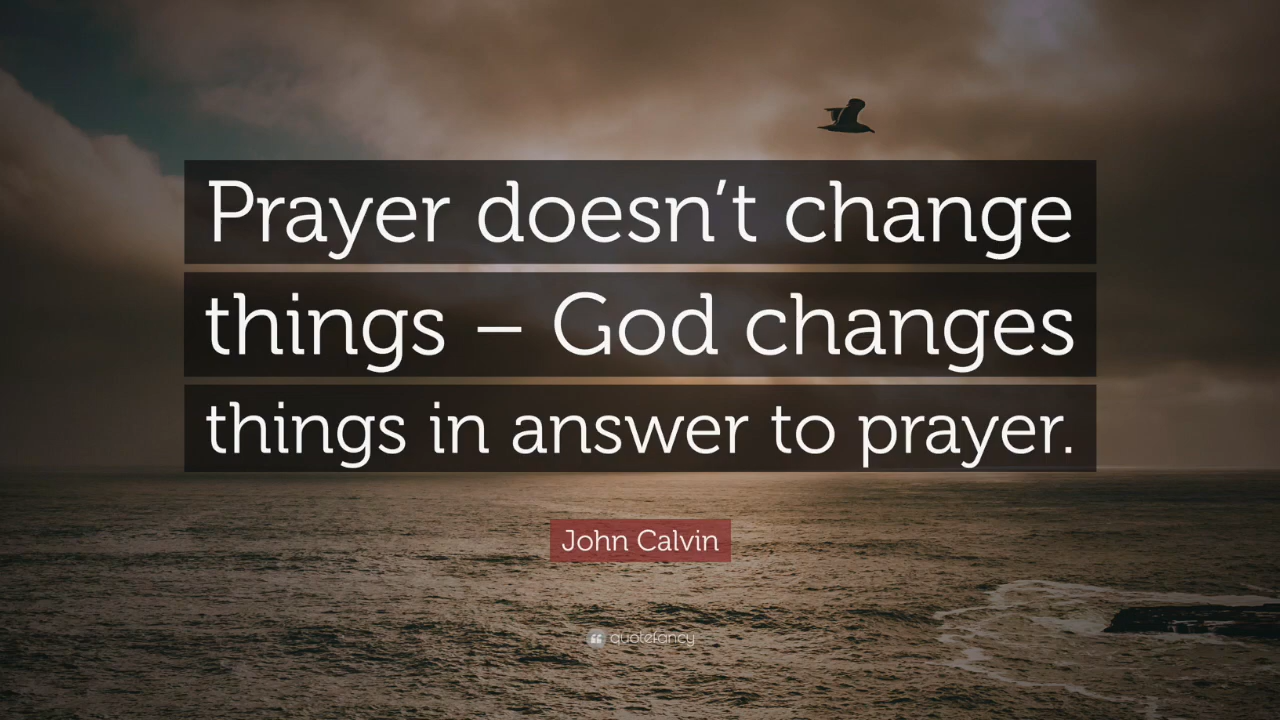 Prayer doesn’t change
things – God changes
things in answer to prayer.
John Calvin
quotefancy